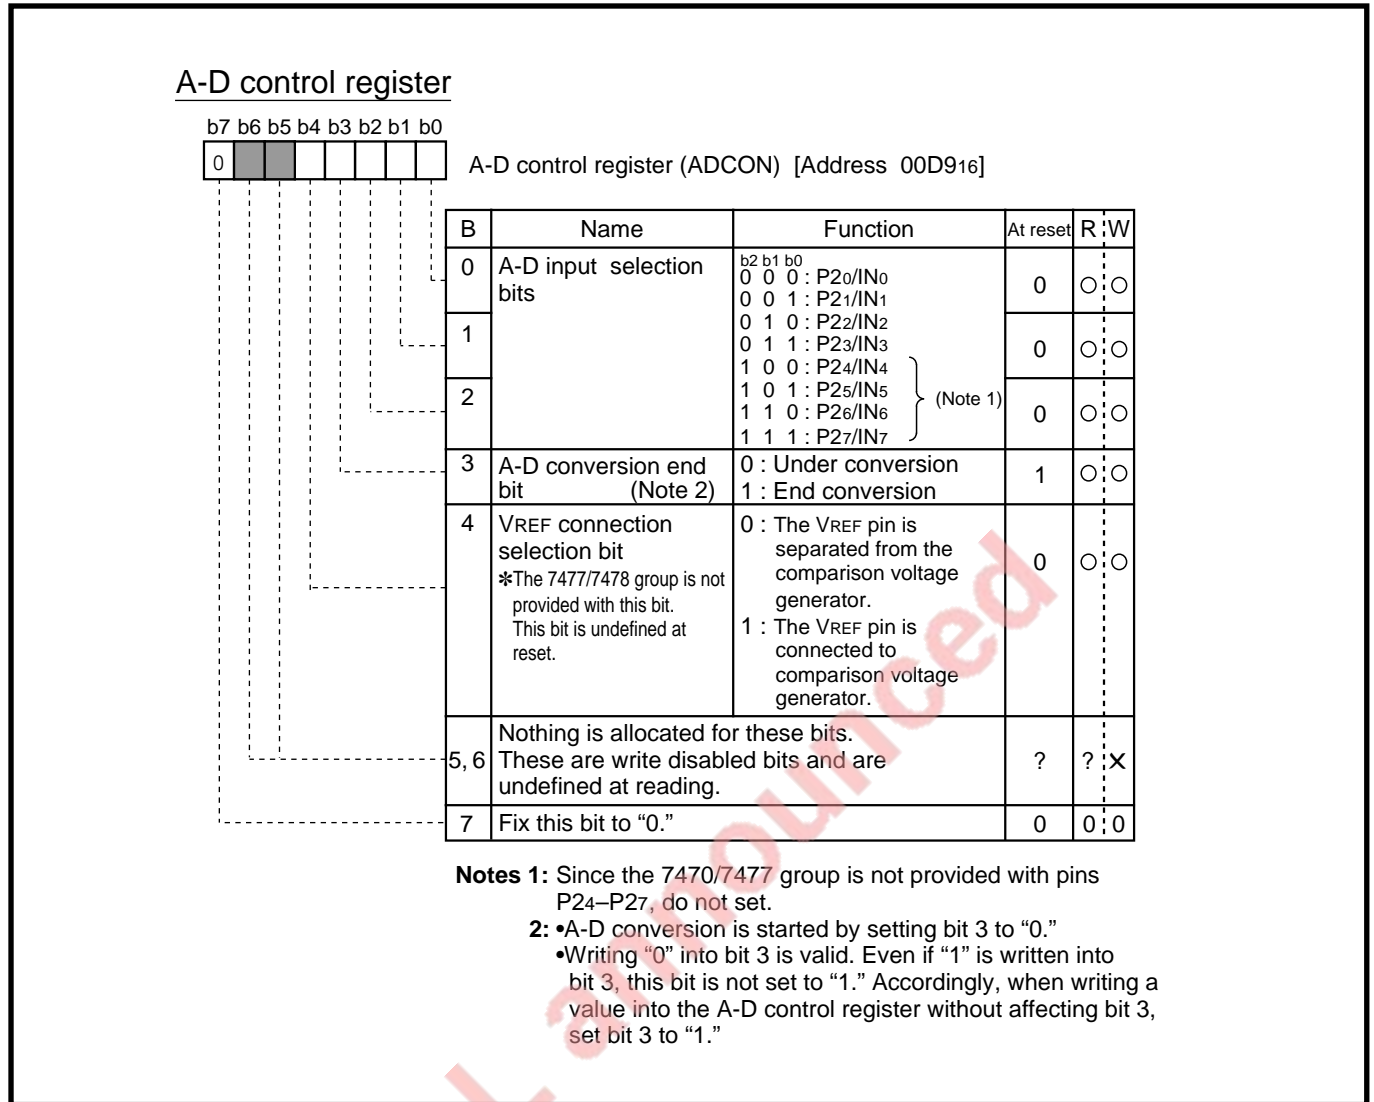 A-D control register
b7 b6 b5 b4 b3 b2 b1 b0
0
A-D control register (ADCON) [Address 00D916]
B Name Function At reset R W
0 A-D input selection bits
b2 b1 b0
0 0 0 : P20/IN0
0 0 1 : P21/IN1
0 1 0 : P22/IN2
0 1 1 : P23/IN3
1 0 0 : P24/IN4
1 0 1 : P25/IN5
1 1 0 : P26/IN6
1 1 1 : P27/IN7
(Note 1)
0 ○ ○
1
0 ○ ○
2
0 ○ ○
3 A-D conversion end
bit (Note 2)
0 : Under conversion
1 : End conversion
1 ○ ○
4 VREF connection
selection bit
✻The 7477/7478 group is not
provided with this bit.
This bit is undefined at
reset.
0 : The VREF pin is
separated from the
comparison voltage
generator.
1 : The VREF pin is
connected to
comparison voltage
generator.
0 ○ ○
5, 6
Nothing is allocated for these bits.
These are write disabled bits and are
undefined at reading.
? ? ×
7 Fix this bit to “0.” 0 0 0
Notes 1: Since the 7470/7477 group is not provided with pins
P24–P27, do not set.
2: •A-D conversion is started by setting bit 3 to “0.”
•Writing “0” into bit 3 is valid. Even if “1” is written into
bit 3, this bit is not set to “1.” Accordingly, when writing a
value into the A-D control register without affecting bit 3,
set bit 3 to “1.”
L announced